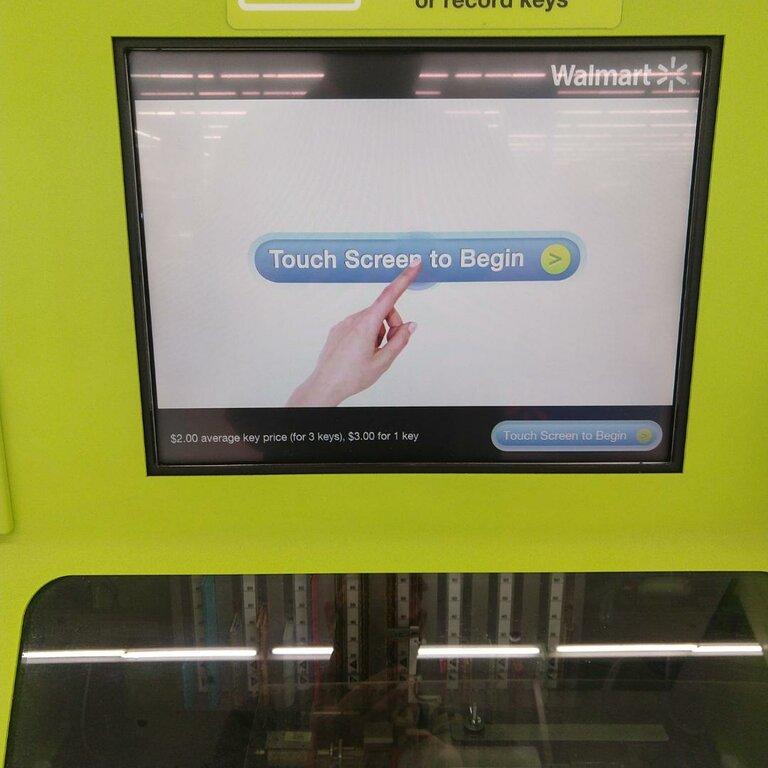 or record keys
Walmart
Touch Screen to Begin >
$2.00 average key price (for 3 keys), $3.00 for 1 key
Touch Screen to Begin >